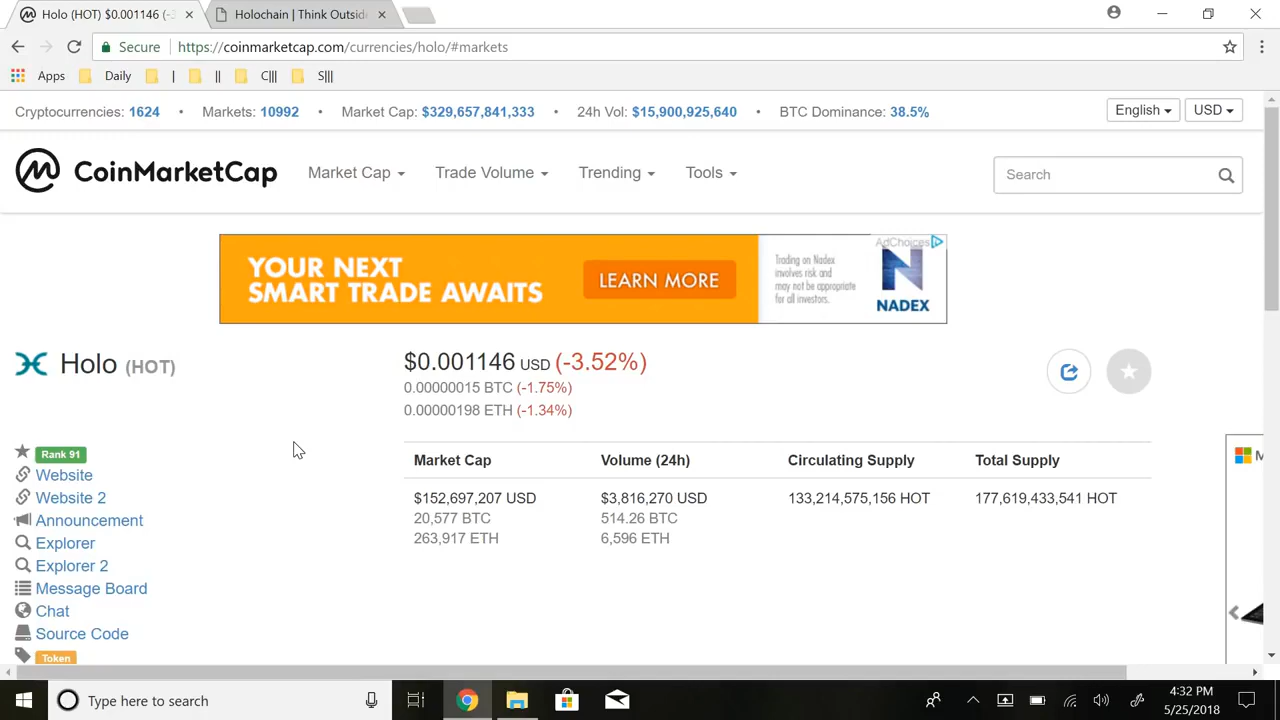 Holo (HOT) $0.001146 (-3
Holochain | Think Outside
Secure https://coinmarketcap.com/currencies/holo/#markets
Apps Daily | || C||| S|||
Cryptocurrencies: 1624 • Markets: 10992 • Market Cap: $329,657,841,333 • 24h Vol: $15,900,925,640 • BTC Dominance: 38.5% English USD
CoinMarketCap Market Cap Trade Volume Trending Tools Search
YOUR NEXT
SMART TRADE AWAITS
LEARN MORE
Trading on Nadex
involves risk and
may not be appropriate
for all investors.
AdChoices
N
NADEX
Holo (HOT)
$0.001146 USD (-3.52%)
0.00000015 BTC (-1.75%)
0.00000198 ETH (-1.34%)
Rank 91
Website
Website 2
Announcement
Explorer
Explorer 2
Message Board
Chat
Source Code
Token
Market Cap Volume (24h) Circulating Supply Total Supply
$152,697,207 USD $3,816,270 USD 133,214,575,156 HOT 177,619,433,541 HOT
20,577 BTC 514.26 BTC
263,917 ETH 6,596 ETH
Type here to search
4:32 PM
5/25/2018